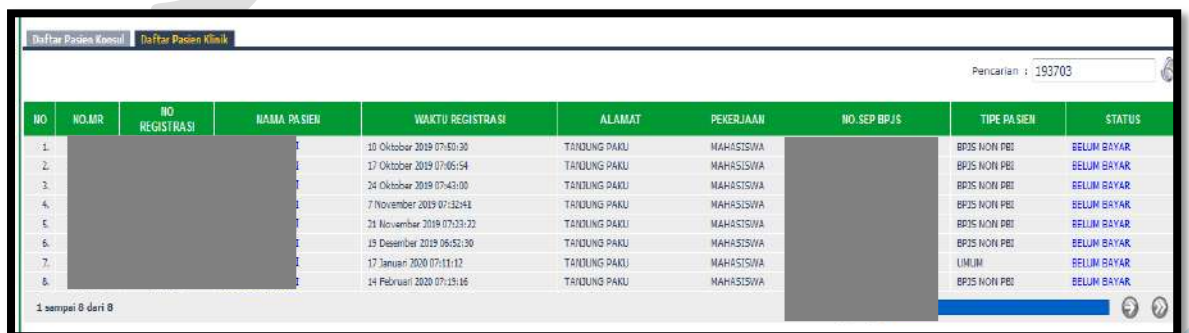 Daftar Pasien Konsul Daftar Pasien Klinik
Pencarian : 193703
NO NO.MR NO REGISTRASI NAMA PASIEN WAKTU REGISTRASI ALAMAT PEKERJAAN NO.SEP BPJS TIPE PASIEN STATUS
1. I 10 Oktober 2019 07:50:30 TANJUNG PAKU MAHASISWA BPJS NON PBI BELUM BAYAR
2. I 17 Oktober 2019 07:05:54 TANJUNG PAKU MAHASISWA BPJS NON PBI BELUM BAYAR
3. I 24 Oktober 2019 07:43:00 TANJUNG PAKU MAHASISWA BPJS NON PBI BELUM BAYAR
4. I 7 November 2019 07:32:41 TANJUNG PAKU MAHASISWA BPJS NON PBI BELUM BAYAR
5. I 21 November 2019 07:23:22 TANJUNG PAKU MAHASISWA BPJS NON PBI BELUM BAYAR
6. I 19 Desember 2019 06:52:30 TANJUNG PAKU MAHASISWA BPJS NON PBI BELUM BAYAR
7. I 17 Januari 2020 07:11:12 TANJUNG PAKU MAHASISWA UMUM BELUM BAYAR
8. I 14 Februari 2020 07:19:16 TANJUNG PAKU MAHASISWA BPJS NON PBI BELUM BAYAR
1 sampai 8 dari 8